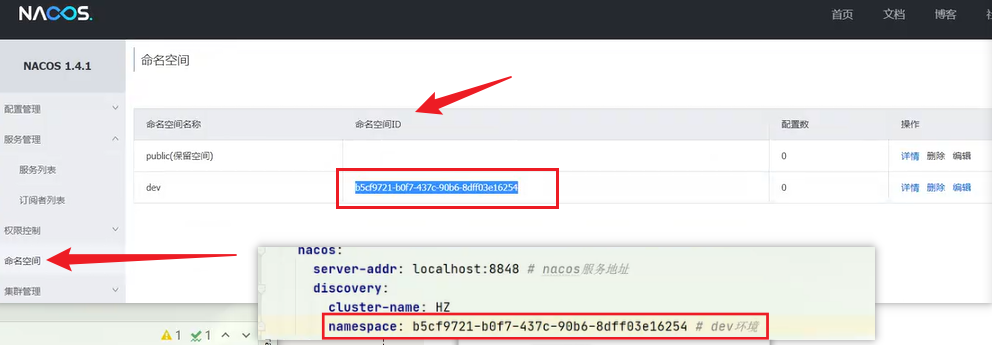 NACOS.
首页 文档 博客 社
NACOS 1.4.1
命名空间
配置管理
服务管理
服务列表
订阅者列表
权限控制
命名空间
集群管理
命名空间名称 命名空间ID 配置数 操作
public(保留空间) 0 详情 删除 编辑
dev b5cf9721-b0f7-437c-90b6-8dff03e16254 0 详情 删除 编辑
nacos:
server-addr: localhost:8848 # nacos服务地址
discovery:
cluster-name: HZ
namespace: b5cf9721-b0f7-437c-90b6-8dff03e16254 # dev环境
1 1